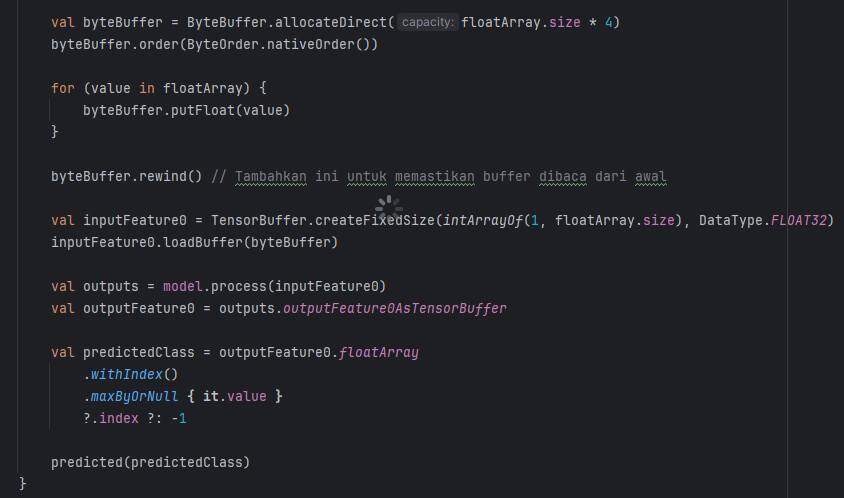 val byteBuffer = ByteBuffer.allocateDirect( capacity: floatArray.size * 4)
byteBuffer.order(ByteOrder.nativeOrder())
for (value in floatArray) {
byteBuffer.putFloat(value)
}
byteBuffer.rewind() // Tambahkan ini untuk memastikan buffer dibaca dari awal
val inputFeature0 = TensorBuffer.createFixedSize(intArrayOf(1, floatArray.size), DataType.FLOAT32)
inputFeature0.loadBuffer(byteBuffer)
val outputs = model.process(inputFeature0)
val outputFeature0 = outputs.outputFeature0AsTensorBuffer
val predictedClass = outputFeature0.floatArray
.withIndex()
.maxByOrNull { it.value }
?.index ?: -1
predicted(predictedClass)
}